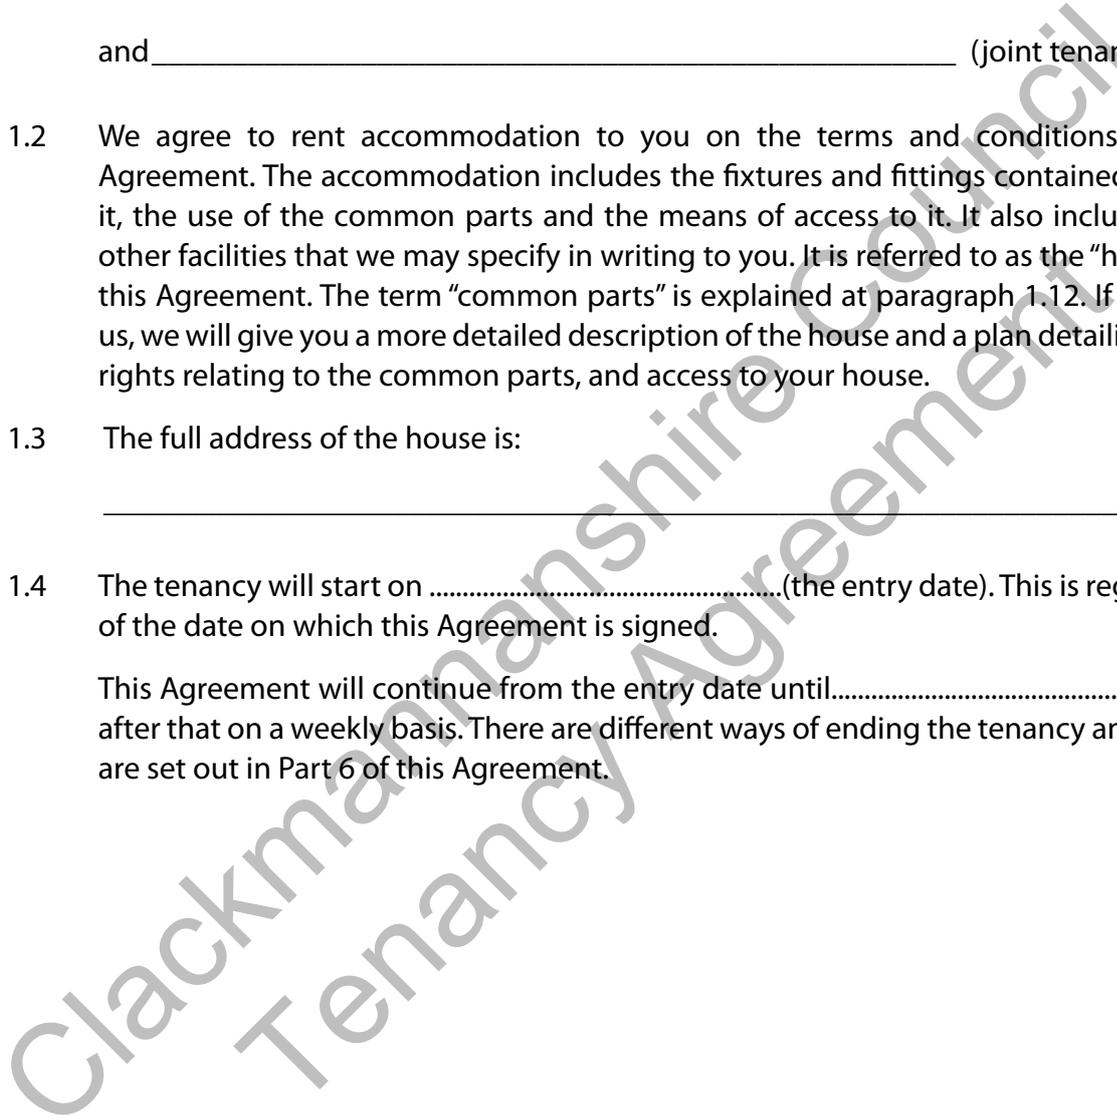 and________________________________________________ (joint tenan
1.2 We agree to rent accommodation to you on the terms and conditions
Agreement. The accommodation includes the fixtures and fittings contained
it, the use of the common parts and the means of access to it. It also inclu
other facilities that we may specify in writing to you. It is referred to as the “h
this Agreement. The term “common parts” is explained at paragraph 1.12. If
us, we will give you a more detailed description of the house and a plan detaili
rights relating to the common parts, and access to your house.
1.3 The full address of the house is:
1.4 The tenancy will start on ....................................................(the entry date). This is reg
of the date on which this Agreement is signed.
This Agreement will continue from the entry date until..........................................
after that on a weekly basis. There are different ways of ending the tenancy an
are set out in Part 6 of this Agreement.
Clackmannanshire Council
Tenancy Agreement